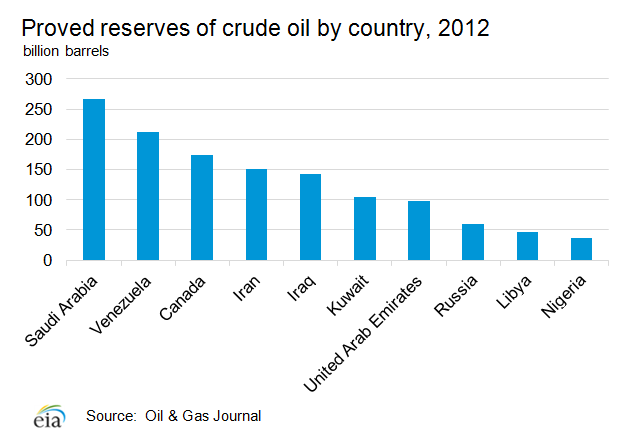 Proved reserves of crude oil by country, 2012
billion barrels
300
250
200
150
100
50
0
Saudi Arabia
Venezuela
Canada
Iran
Iraq
Kuwait
United Arab Emirates
Russia
Libya
Nigeria
eia
Source: Oil & Gas Journal